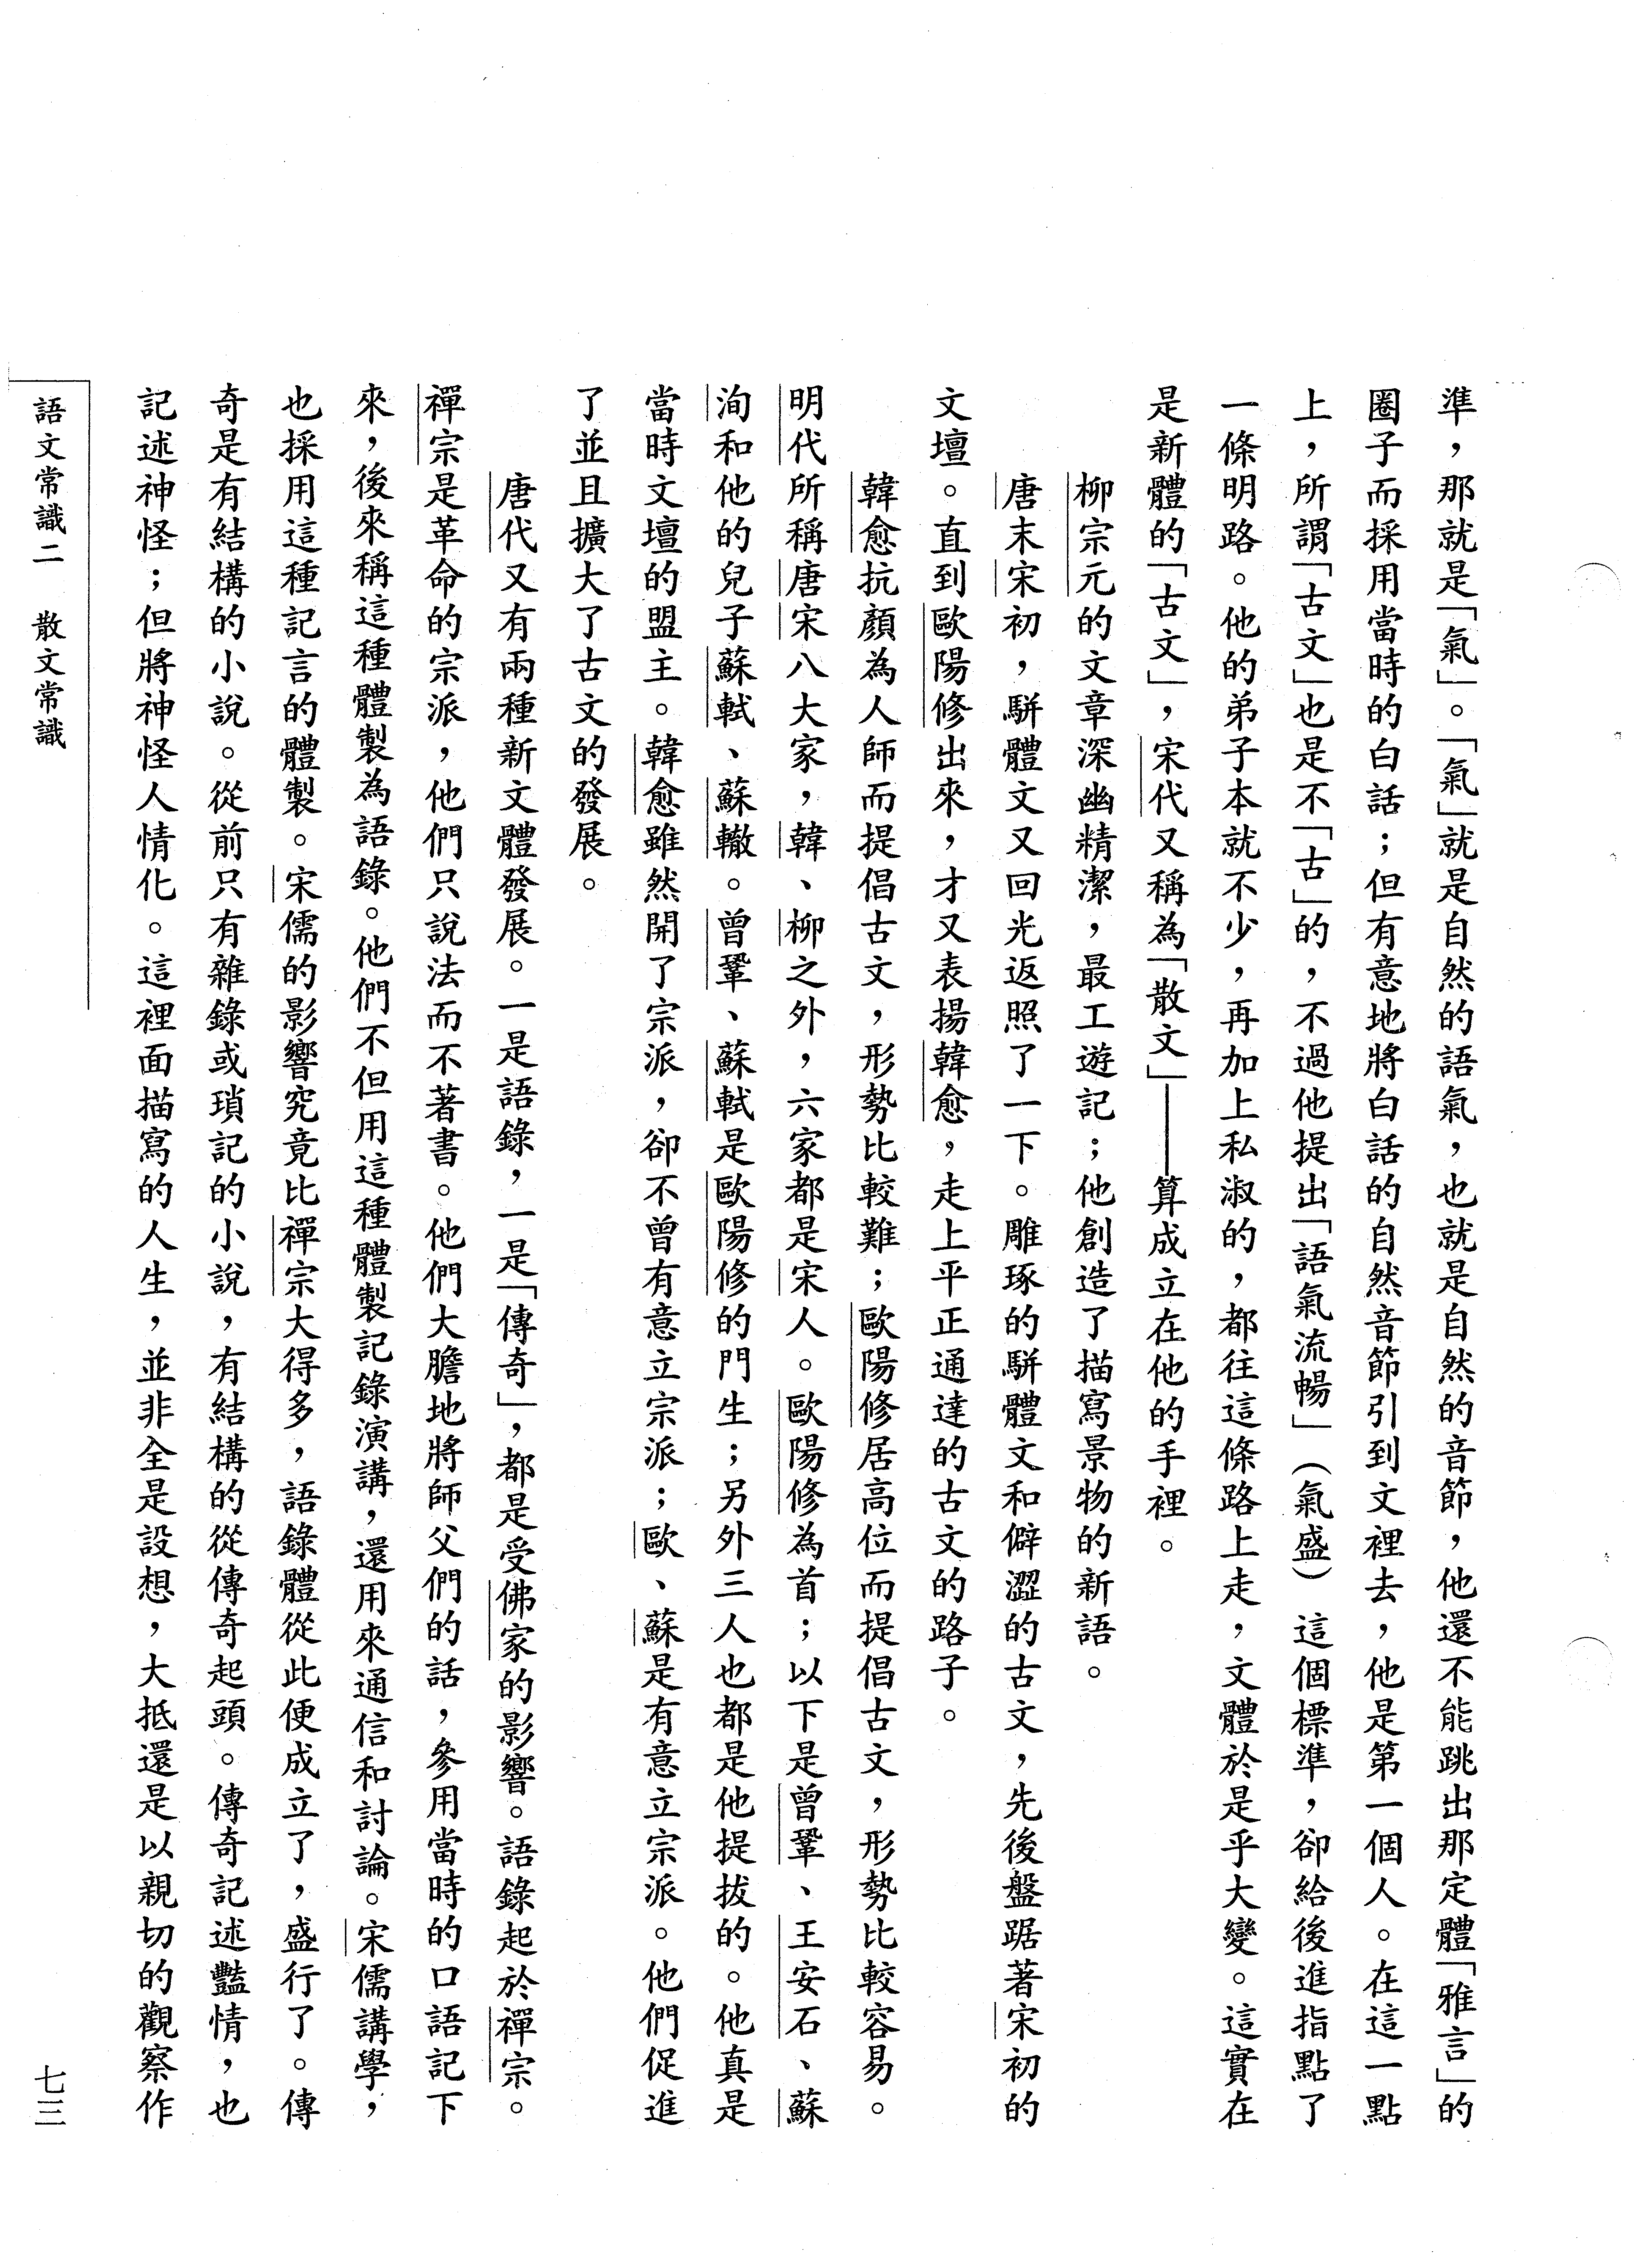 準，那就是「氣」。「氣」就是自然的語氣，也就是自然的音節，他還不能跳出那定體「雅言」的
圈子而採用當時的白話；但有意地將白話的自然音節引到文裡去，他是第一個人。在這一點
上，所謂「古文」也是不「古」的，不過他提出「語氣流暢」（氣盛）這個標準，卻給後進指點了
一條明路。他的弟子本就不少，再加上私淑的，都往這條路上走，文體於是乎大變。這實在
是新體的「古文」，宋代又稱為「散文」——算成立在他的手裡。
柳宗元的文章深幽精潔，最工遊記；他創造了描寫景物的新語。
唐末宋初，駢體文又回光返照了一下。雕琢的駢體文和僻澀的古文，先後盤踞著宋初的
文壇。直到歐陽修出來，才又表揚韓愈，走上平正通達的古文的路子。
韓愈抗顏為人師而提倡古文，形勢比較難；歐陽修居高位而提倡古文，形勢比較容易。
明代所稱唐宋八大家，韓、柳之外，六家都是宋人。歐陽修為首；以下是曾鞏、王安石、蘇
洵和他的兒子蘇軾、蘇轍。曾鞏、蘇軾是歐陽修的門生；另外三人也都是他提拔的。他真是
當時文壇的盟主。韓愈雖然開了宗派，卻不曾有意立宗派；歐、蘇是有意立宗派。他們促進
了並且擴大了古文的發展。
唐代又有兩種新文體發展。一是語錄，一是「傳奇」，都是受佛家的影響。語錄起於禪宗。
禪宗是革命的宗派，他們只說法而不著書。他們大膽地將師父們的話，參用當時的口語記下
來，後來稱這種體製為語錄。他們不但用這種體製記錄演講，還用來通信和討論。宋儒講學，
也採用這種記言的體製。宋儒的影響究竟比禪宗大得多，語錄體從此便成立了，盛行了。傳
奇是有結構的小說。從前只有雜錄或瑣記的小說，有結構的從傳奇起頭。傳奇記述豔情，也
記述神怪；但將神怪人情化。這裡面描寫的人生，並非全是設想，大抵還是以親切的觀察作
語文常識二　散文常識
七三